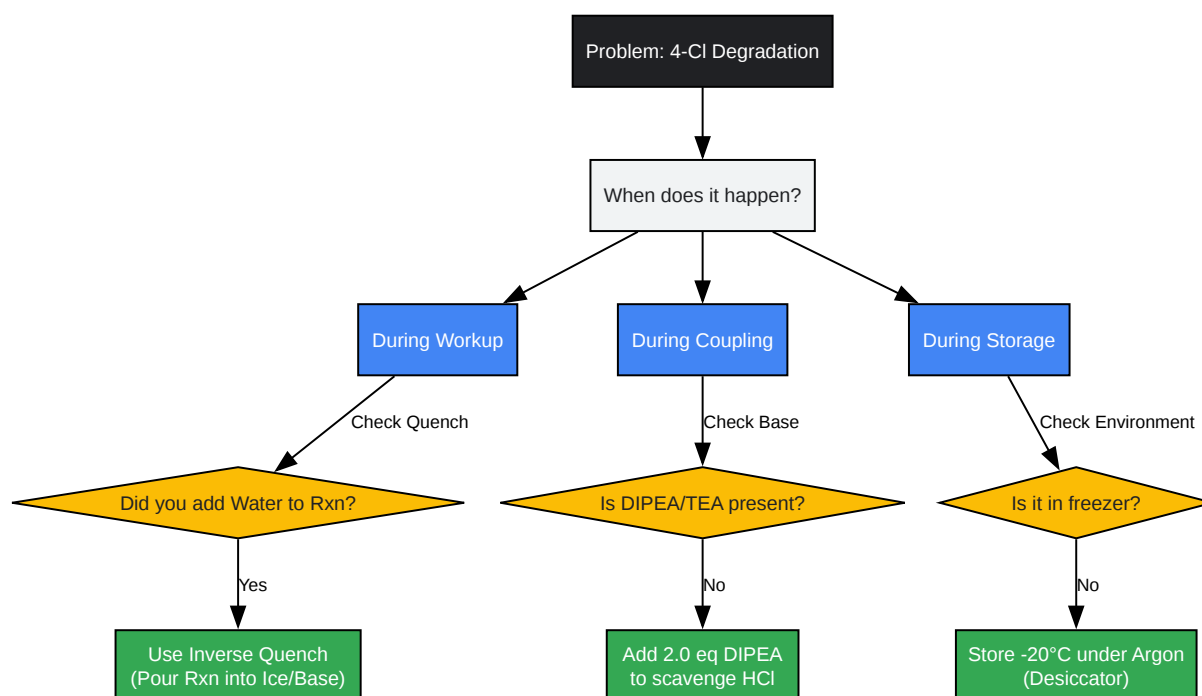 Problem: 4-Cl Degradation
When does it happen?
During Workup
During Coupling
During Storage
Check Quench
Check Base
Check Environment
Did you add Water to Rxn?
Is DIPEA/TEA present?
Is it in freezer?
Yes
No
No
Use Inverse Quench
(Pour Rxn into Ice/Base)
Add 2.0 eq DIPEA
to scavenge HCl
Store -20°C under Argon
(Desiccator)